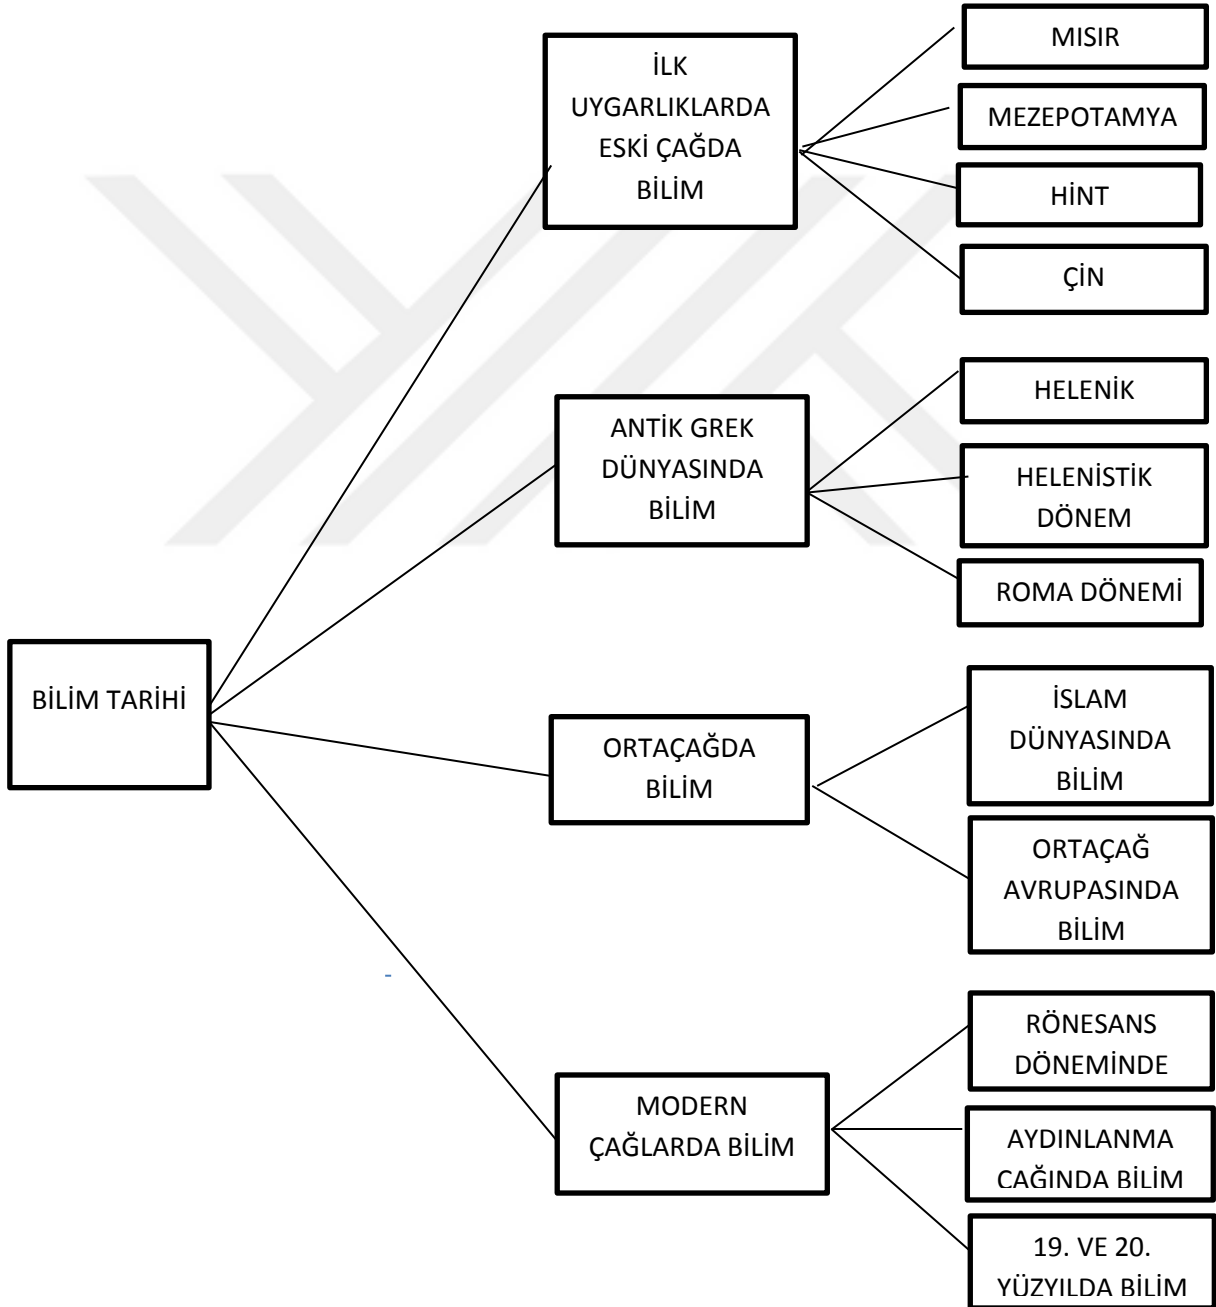 BİLİM TARİHİ
İLK
UYGARLIKLARDA
ESKİ ÇAĞDA
BİLİM
MISIR
MEZEPOTAMYA
HİNT
ÇİN
ANTİK GREK
DÜNYASINDA
BİLİM
HELENİK
HELENİSTİK
DÖNEM
ROMA DÖNEMİ
ORTAÇAĞDA
BİLİM
İSLAM
DÜNYASINDA
BİLİM
ORTAÇAĞ
AVRUPASINDA
BİLİM
MODERN
ÇAĞLARDA BİLİM
RÖNESANS
DÖNEMİNDE
AYDINLANMA
ÇAĞINDA BİLİM
19. VE 20.
YÜZYILDA BİLİM